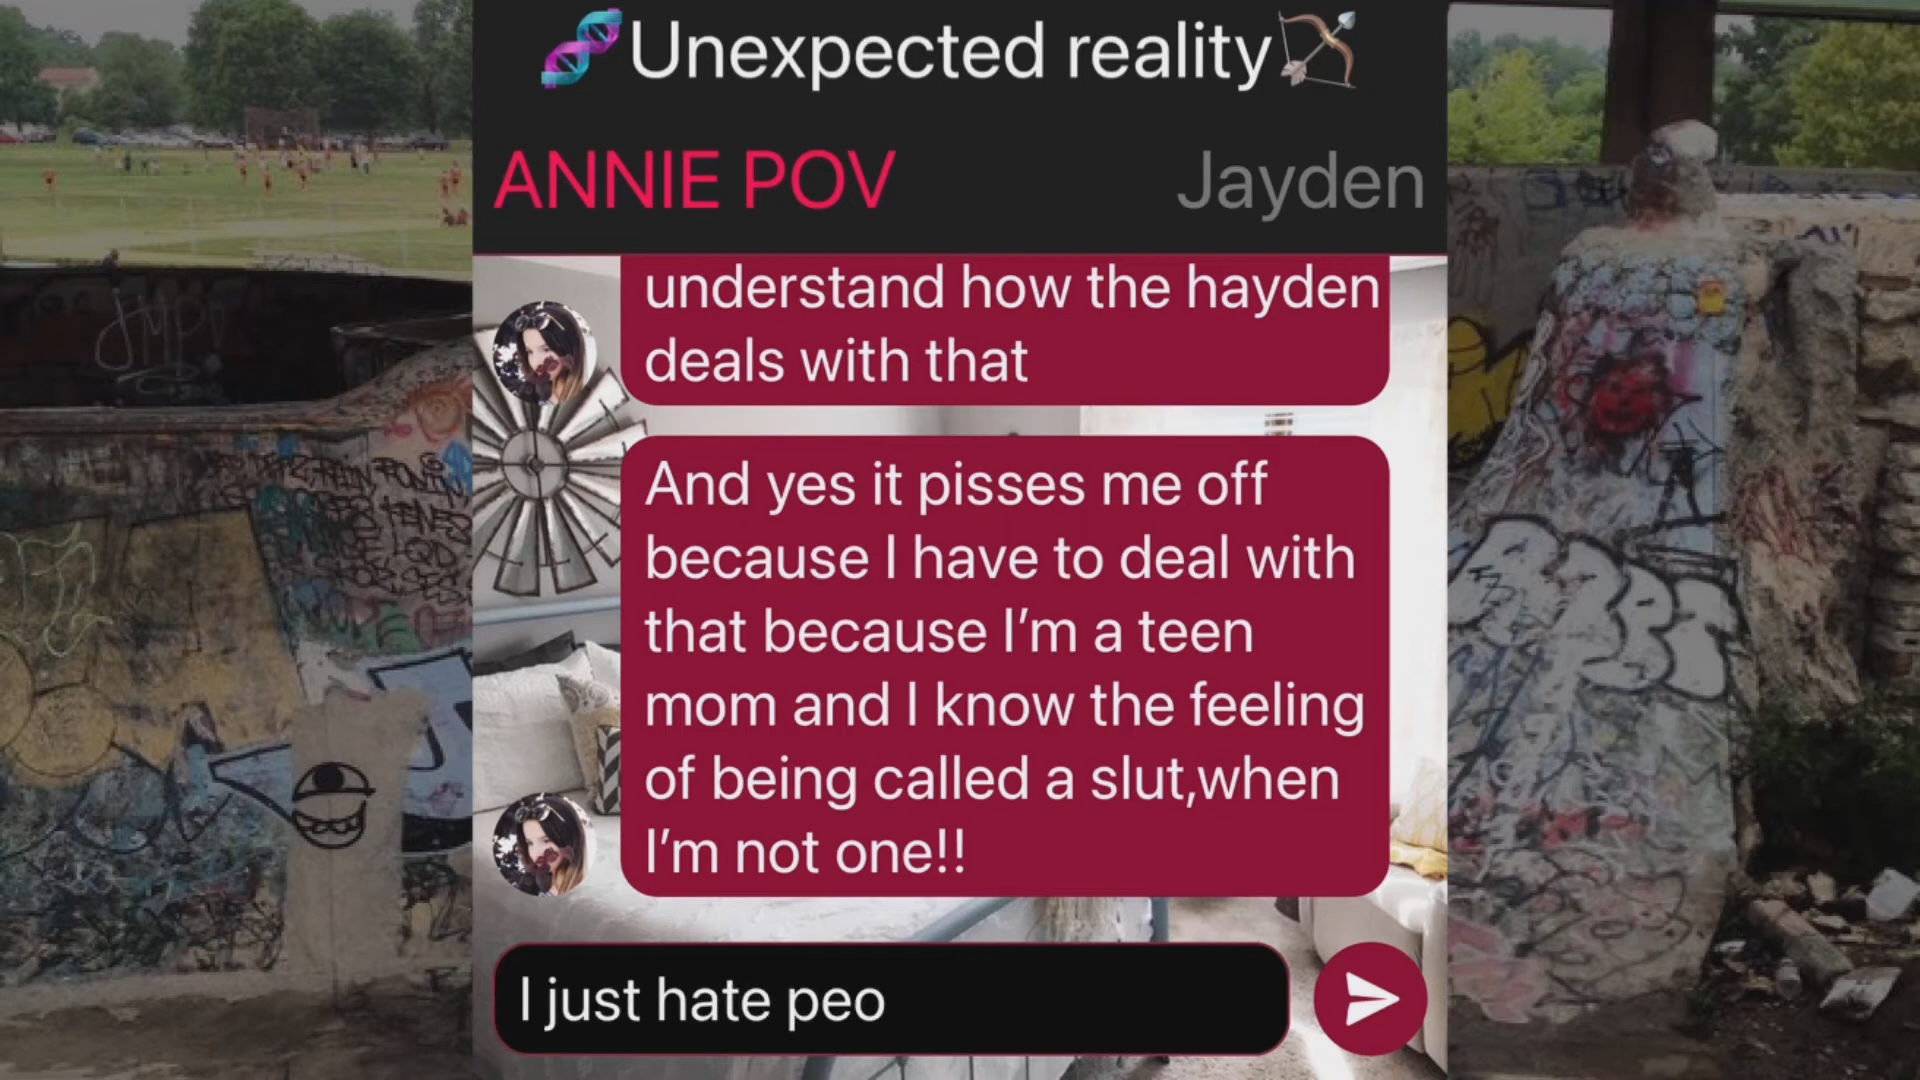 🧬Unexpected reality🏹
ANNIE POV
Jayden
understand how the hayden
deals with that
And yes it pisses me off
because I have to deal with
that because I'm a teen
mom and I know the feeling
of being called a slut,when
I'm not one!!
I just hate peo